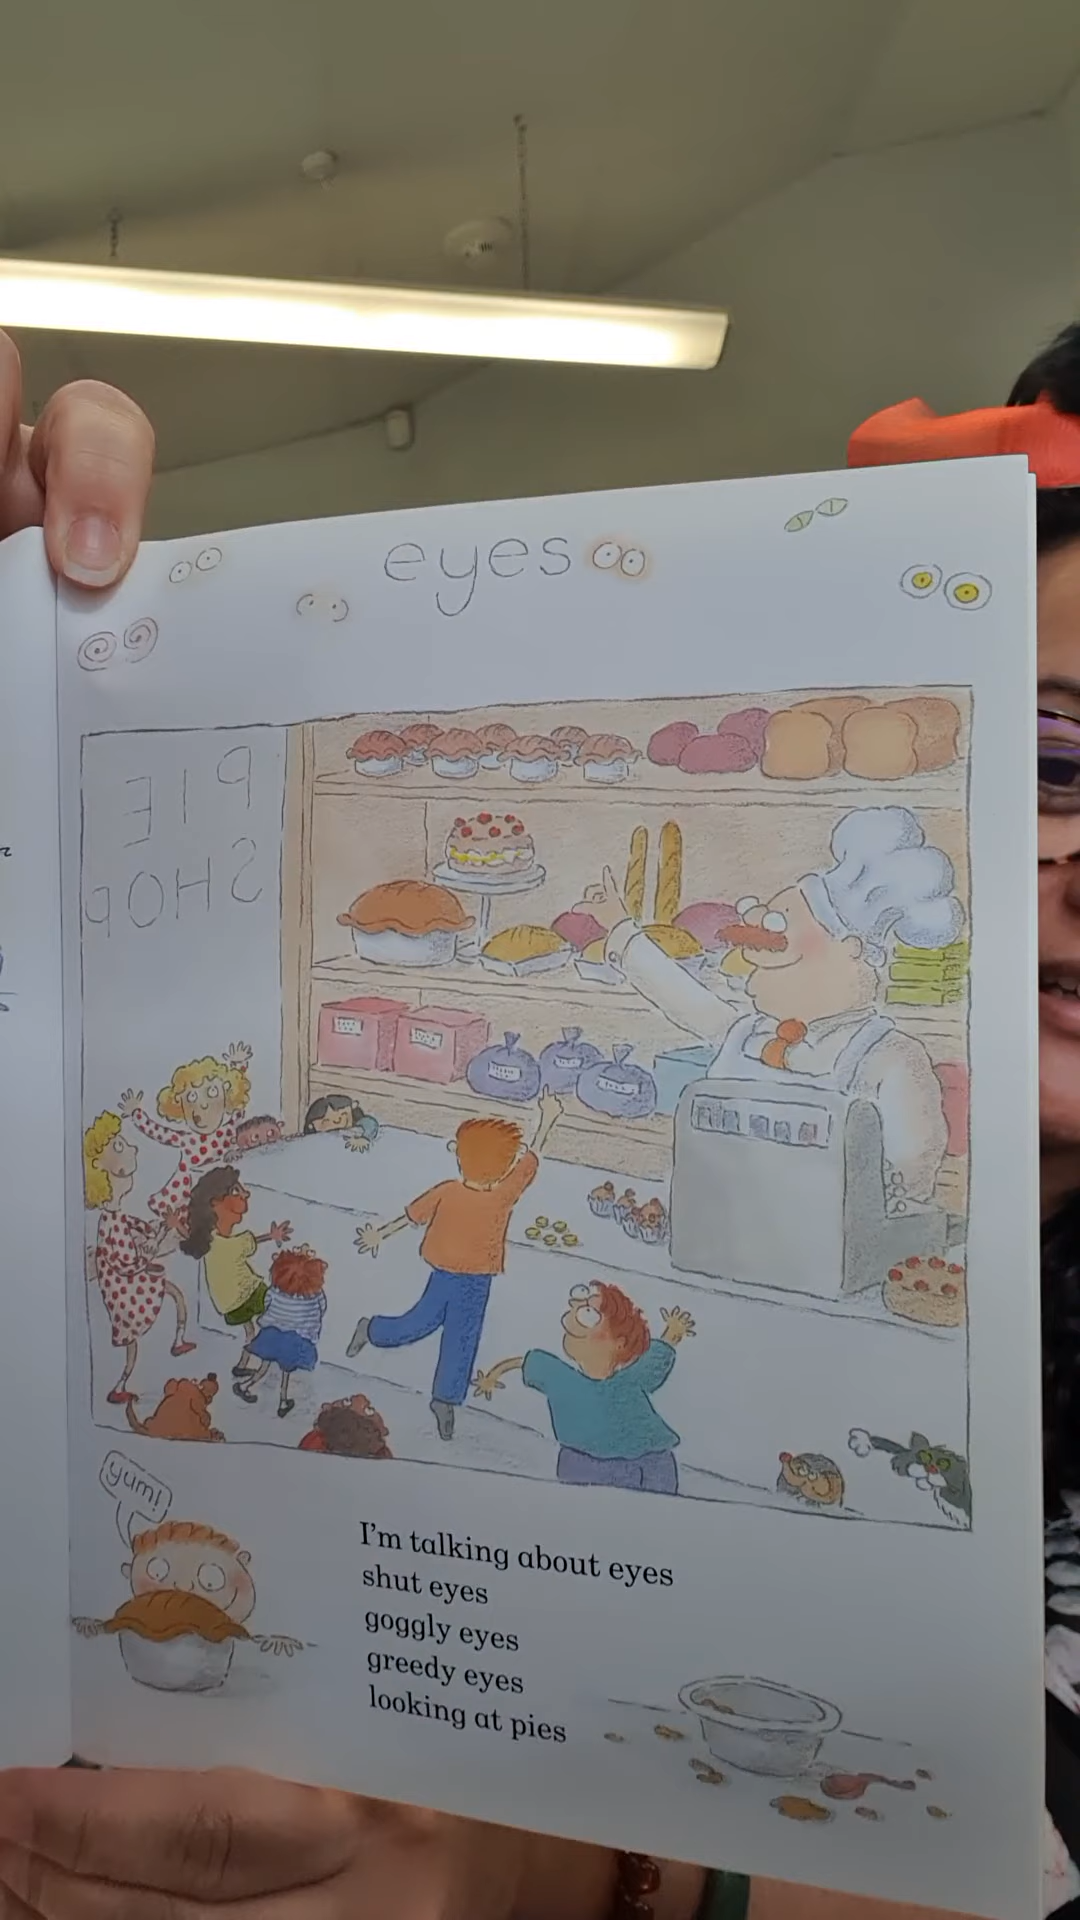 eyes
PIE
SHOP
yum!
I'm talking about eyes
shut eyes
goggly eyes
greedy eyes
looking at pies